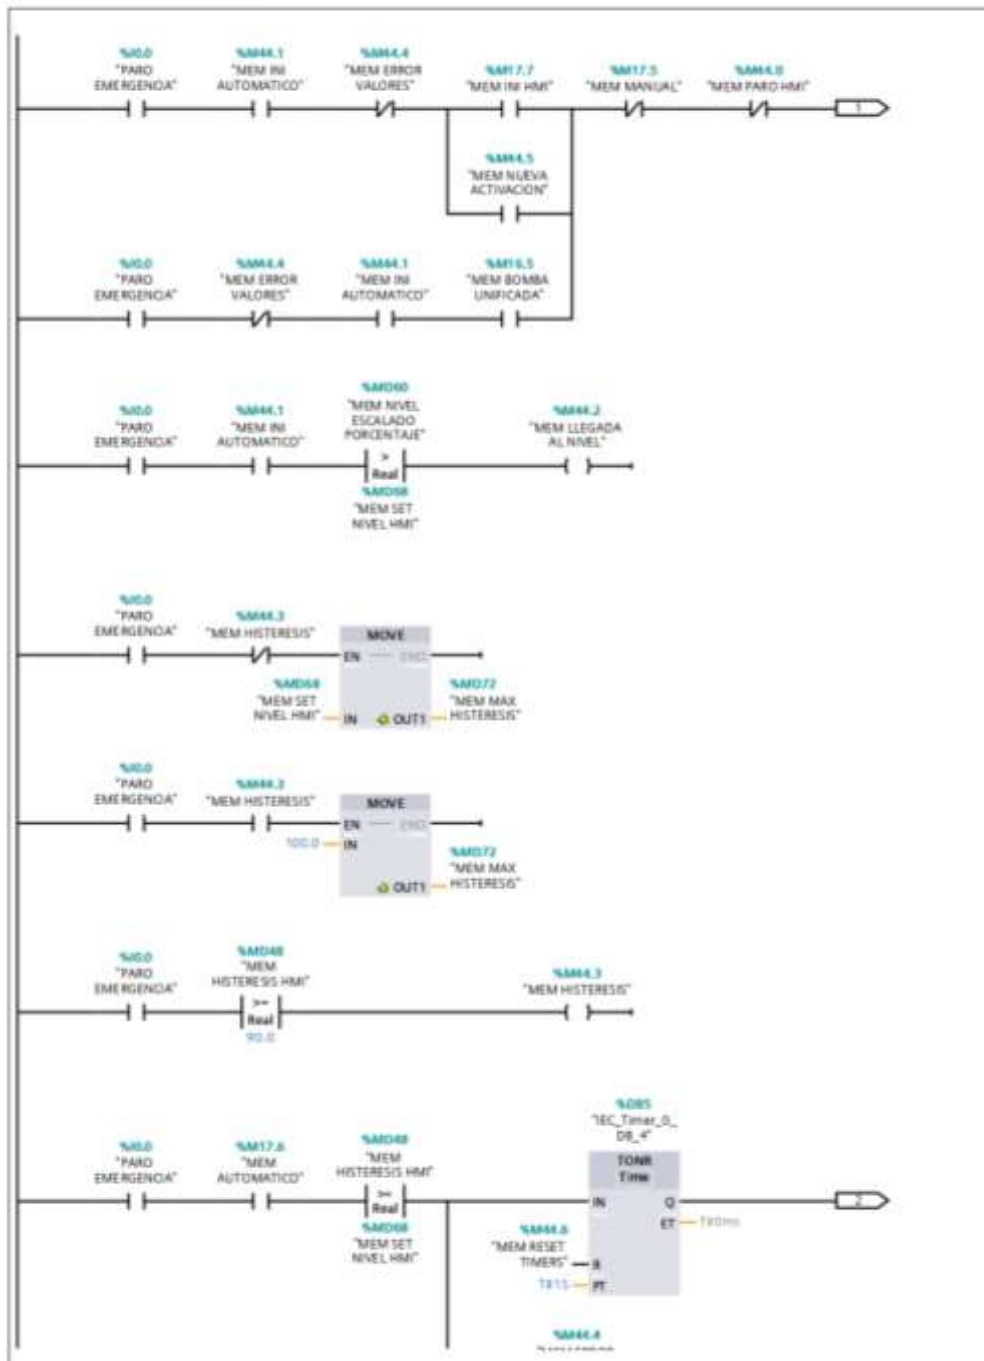 %I0.0
"PARO
EMERGENCIA"
%M44.1
"MEM INI
AUTOMATICO"
%M44.4
"MEM ERROR
VALORES"
%M17.7
"MEM INI HMI"
%M17.5
"MEM MANUAL"
%M44.0
"MEM PARO HMI"
1
%M44.5
"MEM NUEVA
ACTIVACION"
%I0.0
"PARO
EMERGENCIA"
%M44.4
"MEM ERROR
VALORES"
%M44.1
"MEM INI
AUTOMATICO"
%M16.5
"MEM BOMBA
UNIFICADA"
%I0.0
"PARO
EMERGENCIA"
%M44.1
"MEM INI
AUTOMATICO"
%MD60
"MEM NIVEL
ESCALADO
PORCENTAJE"
>
Real
%MD68
"MEM SET
NIVEL HMI"
%M44.2
"MEM LLEGADA
AL NIVEL"
%I0.0
"PARO
EMERGENCIA"
%M44.3
"MEM HISTERESIS"
MOVE
EN
ENO
%MD68
"MEM SET
NIVEL HMI"
IN
OUT1
%MD72
"MEM MAX
HISTERESIS"
%I0.0
"PARO
EMERGENCIA"
%M44.3
"MEM HISTERESIS"
MOVE
EN
ENO
100.0
IN
OUT1
%MD72
"MEM MAX
HISTERESIS"
%I0.0
"PARO
EMERGENCIA"
%MD48
"MEM
HISTERESIS HMI"
>=
Real
90.0
%M44.3
"MEM HISTERESIS"
%I0.0
"PARO
EMERGENCIA"
%M17.6
"MEM
AUTOMATICO"
%MD48
"MEM
HISTERESIS HMI"
>=
Real
%MD68
"MEM SET
NIVEL HMI"
%DB5
"IEC_Timer_0_
DB_4"
TONR
Time
IN
Q
ET
T#0ms
%M44.6
"MEM RESET
TIMERS"
R
T#1S
PT
2
%M44.4